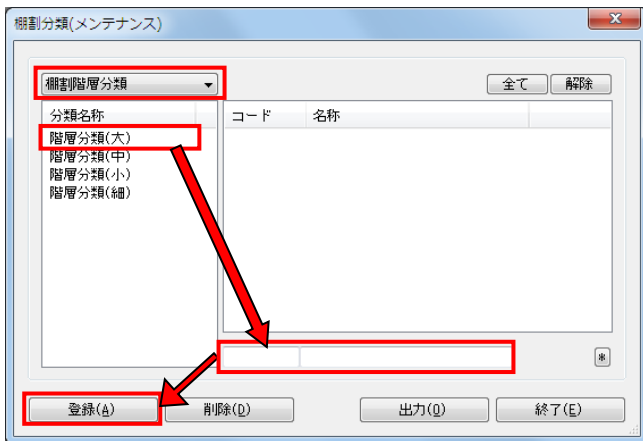 棚割分類(メンテナンス)
棚割階層分類
全て 解除
分類名称 コード 名称
階層分類(大)
階層分類(中)
階層分類(小)
階層分類(細)
*
登録(A) 削除(D) 出力(O) 終了(E)